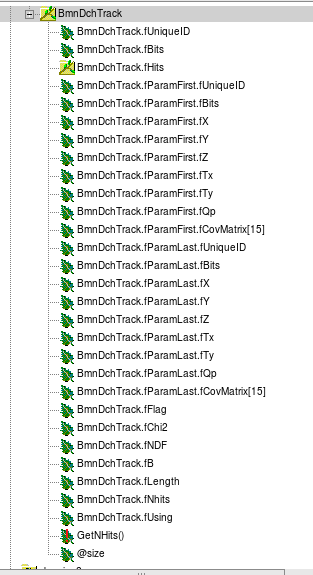 BmnDchTrack
BmnDchTrack.fUniqueID
BmnDchTrack.fBits
BmnDchTrack.fHits
BmnDchTrack.fParamFirst.fUniqueID
BmnDchTrack.fParamFirst.fBits
BmnDchTrack.fParamFirst.fX
BmnDchTrack.fParamFirst.fY
BmnDchTrack.fParamFirst.fZ
BmnDchTrack.fParamFirst.fTx
BmnDchTrack.fParamFirst.fTy
BmnDchTrack.fParamFirst.fQp
BmnDchTrack.fParamFirst.fCovMatrix[15]
BmnDchTrack.fParamLast.fUniqueID
BmnDchTrack.fParamLast.fBits
BmnDchTrack.fParamLast.fX
BmnDchTrack.fParamLast.fY
BmnDchTrack.fParamLast.fZ
BmnDchTrack.fParamLast.fTx
BmnDchTrack.fParamLast.fTy
BmnDchTrack.fParamLast.fQp
BmnDchTrack.fParamLast.fCovMatrix[15]
BmnDchTrack.fFlag
BmnDchTrack.fChi2
BmnDchTrack.fNDF
BmnDchTrack.fB
BmnDchTrack.fLength
BmnDchTrack.fNhits
BmnDchTrack.fUsing
GetNHits()
@size